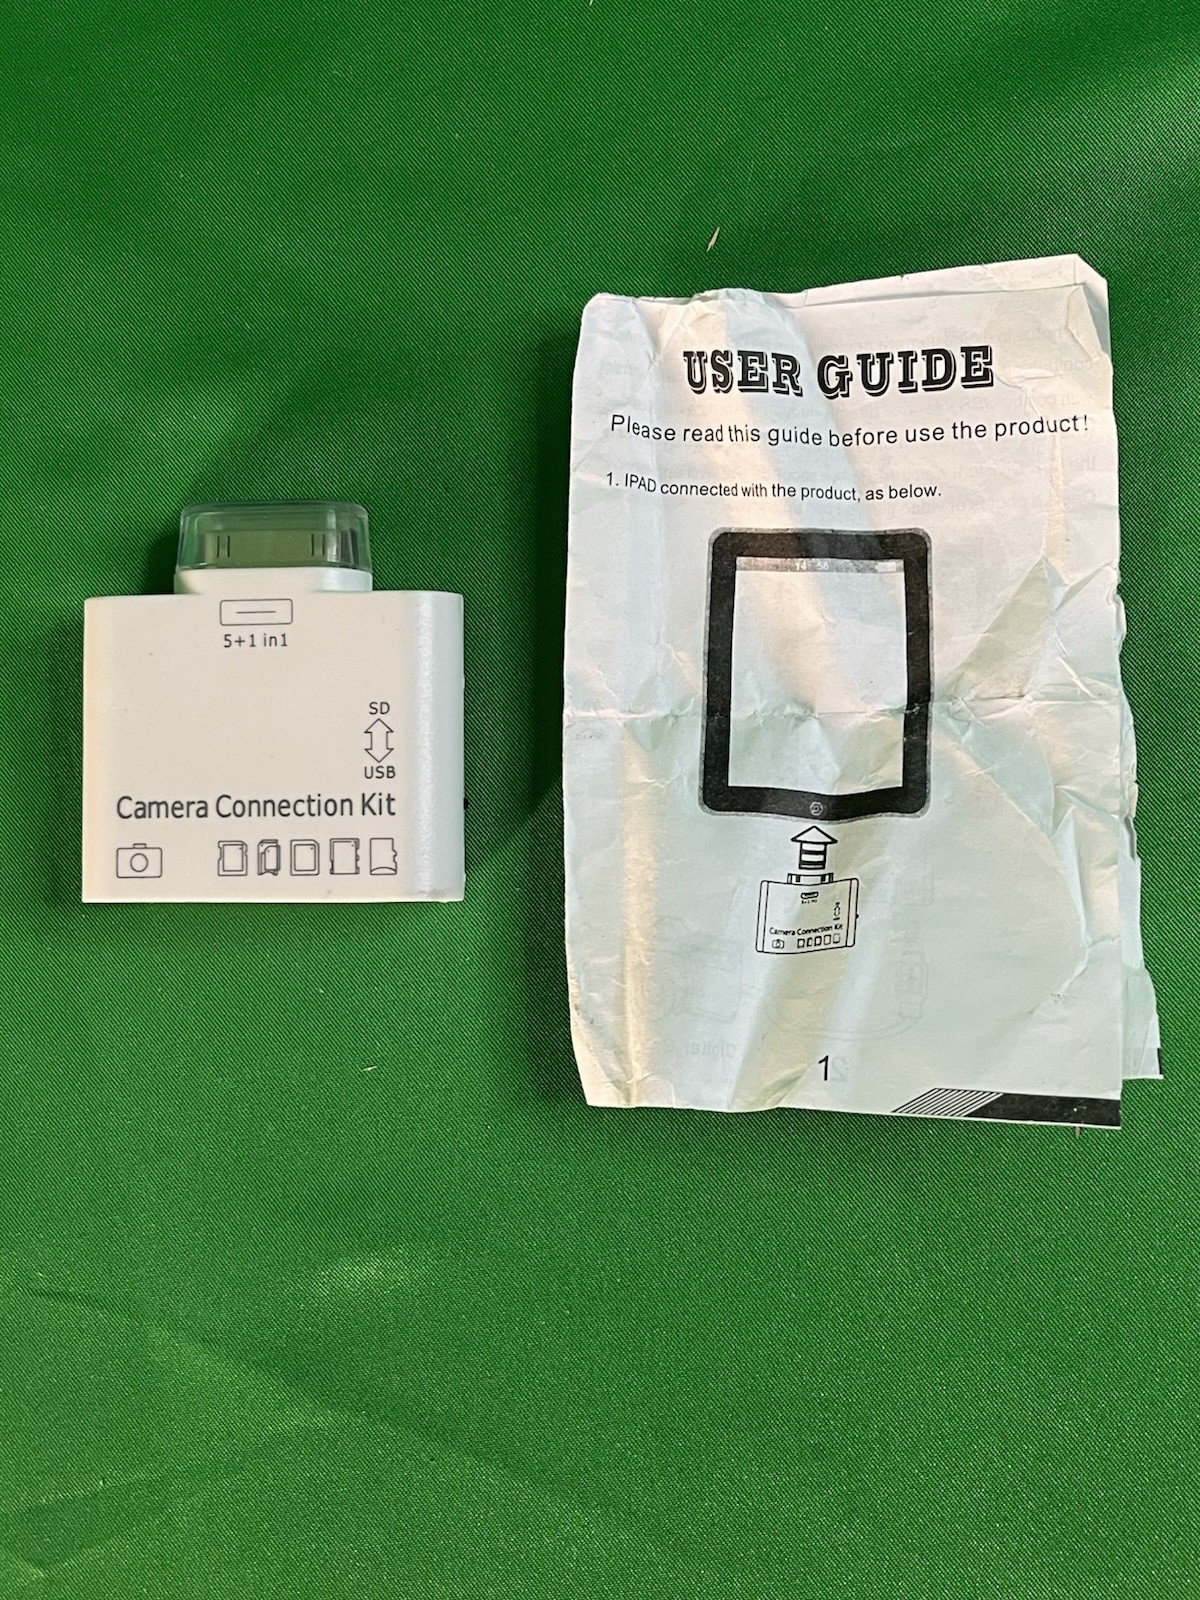 5+1 in1
SD
USB
Camera Connection Kit
USER GUIDE
Please read this guide before use the product!
1. IPAD connected with the product, as below.
Camera Connection Kit
1